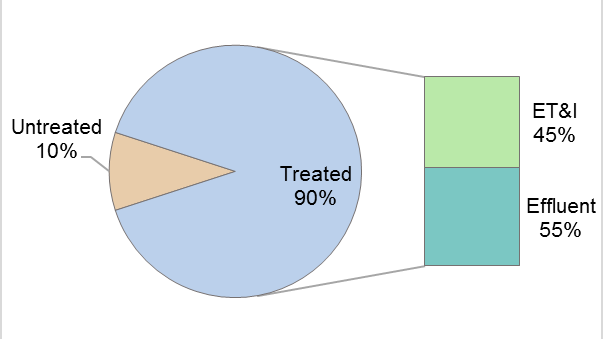 Untreated
10%
Treated
90%
ET&I
45%
Effluent
55%